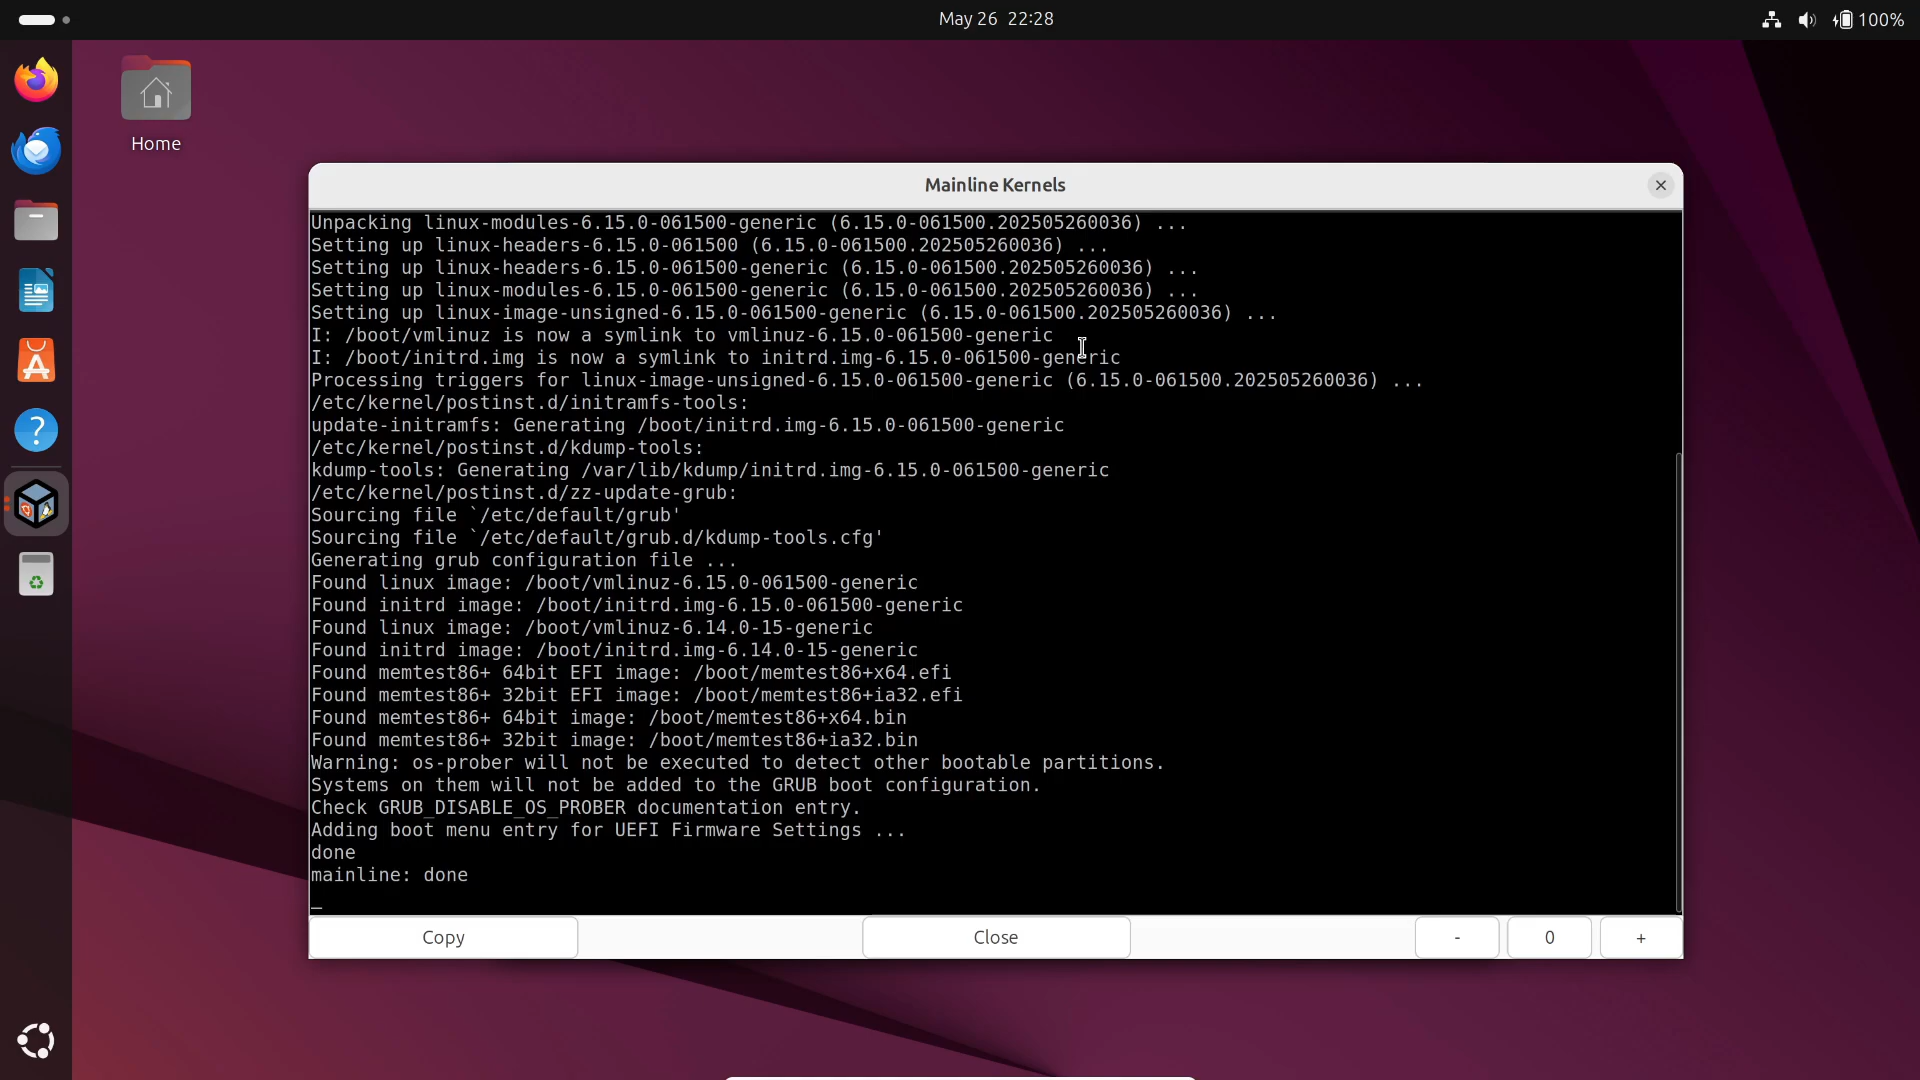 May 26 22:28
100%
Home
Mainline Kernels
Unpacking linux-modules-6.15.0-061500-generic (6.15.0-061500.202505260036) ...
Setting up linux-headers-6.15.0-061500 (6.15.0-061500.202505260036) ...
Setting up linux-headers-6.15.0-061500-generic (6.15.0-061500.202505260036) ...
Setting up linux-modules-6.15.0-061500-generic (6.15.0-061500.202505260036) ...
Setting up linux-image-unsigned-6.15.0-061500-generic (6.15.0-061500.202505260036) ...
I: /boot/vmlinuz is now a symlink to vmlinuz-6.15.0-061500-generic
I: /boot/initrd.img is now a symlink to initrd.img-6.15.0-061500-generic
Processing triggers for linux-image-unsigned-6.15.0-061500-generic (6.15.0-061500.202505260036) ...
/etc/kernel/postinst.d/initramfs-tools:
update-initramfs: Generating /boot/initrd.img-6.15.0-061500-generic
/etc/kernel/postinst.d/kdump-tools:
kdump-tools: Generating /var/lib/kdump/initrd.img-6.15.0-061500-generic
/etc/kernel/postinst.d/zz-update-grub:
Sourcing file `/etc/default/grub'
Sourcing file `/etc/default/grub.d/kdump-tools.cfg'
Generating grub configuration file ...
Found linux image: /boot/vmlinuz-6.15.0-061500-generic
Found initrd image: /boot/initrd.img-6.15.0-061500-generic
Found linux image: /boot/vmlinuz-6.14.0-15-generic
Found initrd image: /boot/initrd.img-6.14.0-15-generic
Found memtest86+ 64bit EFI image: /boot/memtest86+x64.efi
Found memtest86+ 32bit EFI image: /boot/memtest86+ia32.efi
Found memtest86+ 64bit image: /boot/memtest86+x64.bin
Found memtest86+ 32bit image: /boot/memtest86+ia32.bin
Warning: os-prober will not be executed to detect other bootable partitions.
Systems on them will not be added to the GRUB boot configuration.
Check GRUB_DISABLE_OS_PROBER documentation entry.
Adding boot menu entry for UEFI Firmware Settings ...
done
mainline: done
Copy
Close
-
0
+